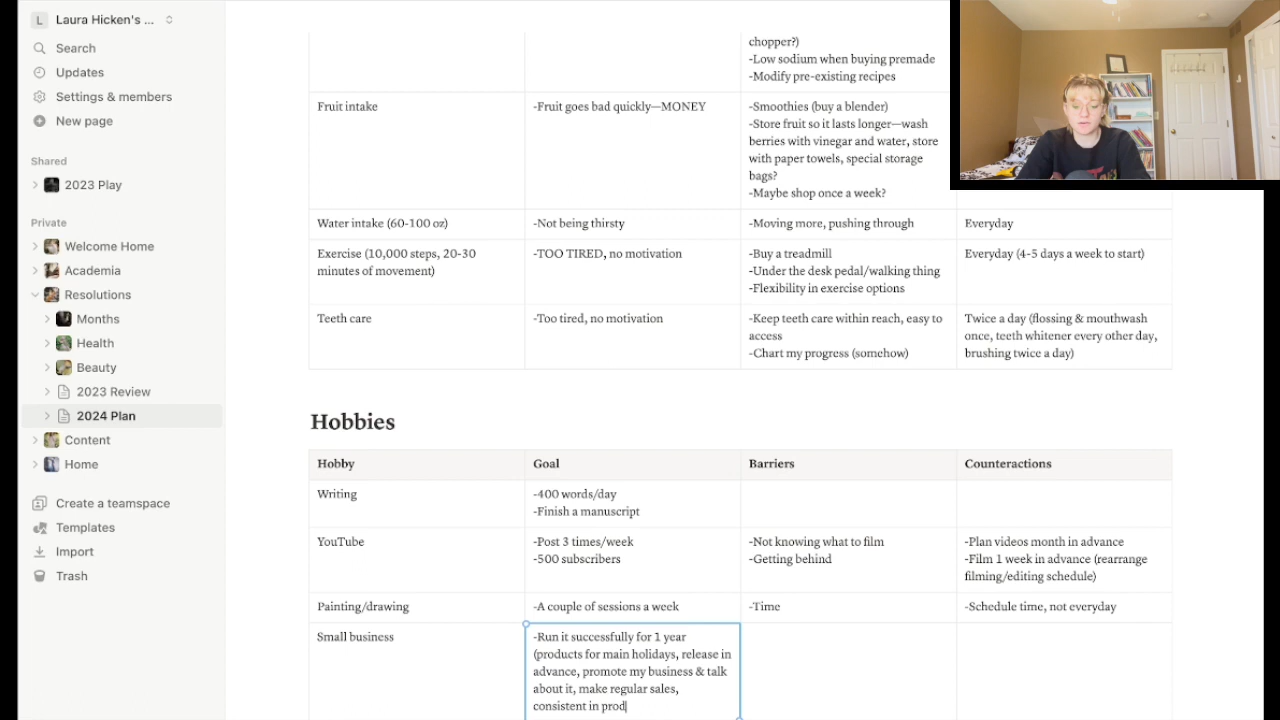 L Laura Hicken's ...
Search
Updates
Settings & members
New page
Shared
2023 Play
Private
Welcome Home
Academia
Resolutions
Months
Health
Beauty
2023 Review
2024 Plan
Content
Home
Create a teamspace
Templates
Import
Trash
chopper?)
-Low sodium when buying premade
-Modify pre-existing recipes
Fruit intake
-Fruit goes bad quickly—MONEY
-Smoothies (buy a blender)
-Store fruit so it lasts longer—wash
berries with vinegar and water, store
with paper towels, special storage
bags?
-Maybe shop once a week?
Water intake (60-100 oz)
-Not being thirsty
-Moving more, pushing through
Everyday
Exercise (10,000 steps, 20-30
minutes of movement)
-TOO TIRED, no motivation
-Buy a treadmill
-Under the desk pedal/walking thing
-Flexibility in exercise options
Everyday (4-5 days a week to start)
Teeth care
-Too tired, no motivation
-Keep teeth care within reach, easy to
access
-Chart my progress (somehow)
Twice a day (flossing & mouthwash
once, teeth whitener every other day,
brushing twice a day)
Hobbies
Hobby
Goal
Barriers
Counteractions
Writing
-400 words/day
-Finish a manuscript
YouTube
-Post 3 times/week
-500 subscribers
-Not knowing what to film
-Getting behind
-Plan videos month in advance
-Film 1 week in advance (rearrange
filming/editing schedule)
Painting/drawing
-A couple of sessions a week
-Time
-Schedule time, not everyday
Small business
-Run it successfully for 1 year
(products for main holidays, release in
advance, promote my business & talk
about it, make regular sales,
consistent in prod